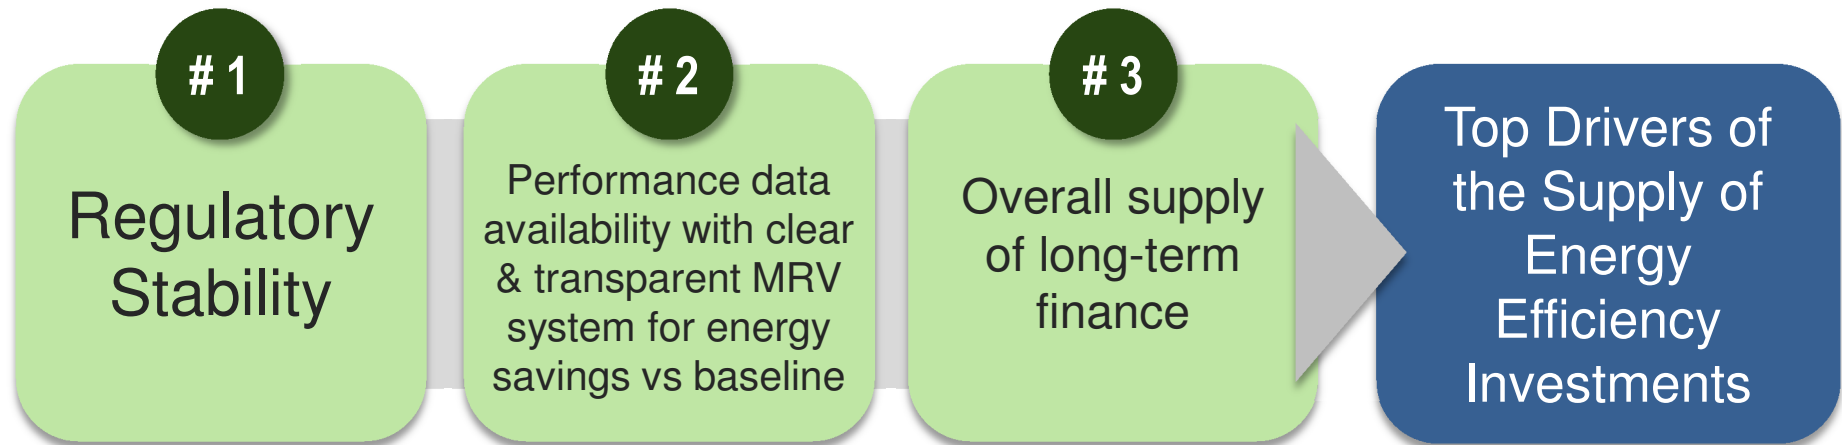 # 1
Regulatory
Stability
# 2
Performance data
availability with clear
& transparent MRV
system for energy
savings vs baseline
# 3
Overall supply
of long-term
finance
Top Drivers of
the Supply of
Energy
Efficiency
Investments